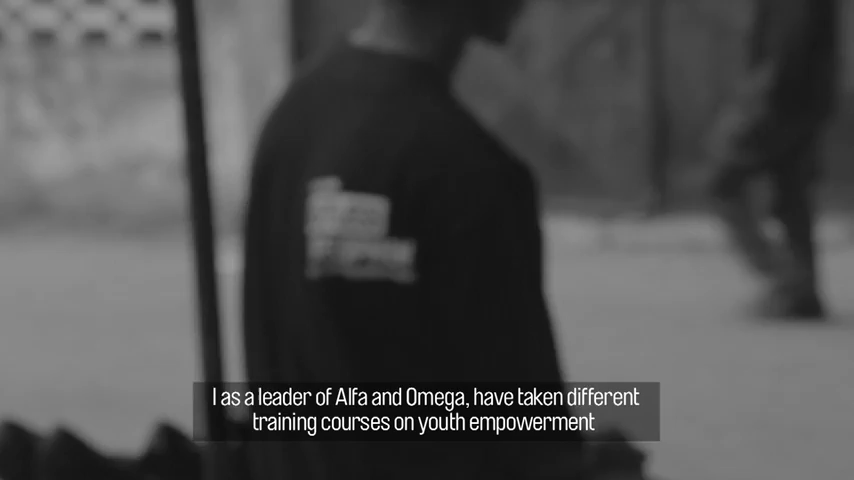 I as a leader of Alfa and Omega, have taken different
training courses on youth empowerment